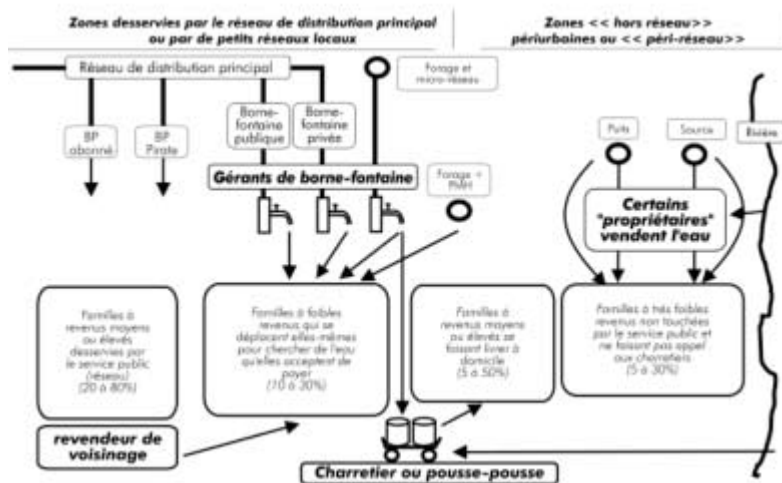 Zones desservies par le réseau de distribution principal
ou par de petits réseaux locaux
Zones << hors réseau>>
périurbaines ou << péri-réseau>>
Réseau de distribution principal
Forage et
micro-réseau
BP
abonné
BP
Pirate
Borne-
fontaine
publique
Borne-
fontaine
privée
Puits
Source
Rivière
Gérants de borne-fontaine
Forage +
PMH
Certains
"propriétaires"
vendent l'eau
Familles à
revenus moyens
ou élevés
desservies par
le service public
(réseau)
(20 à 80%)
Familles à faibles
revenus qui se
déplacent elles-mêmes
pour chercher de l'eau
qu'elles acceptent de
payer
(10 à 30%)
Familles à
revenus moyens
ou élevés se
faisant livrer à
domicile
(5 à 50%)
Familles à très faibles
revenus non touchées
par le service public et
ne faisant pas appel
aux charretiers
(5 à 30%)
revendeur de
voisinage
Charretier ou pousse-pousse